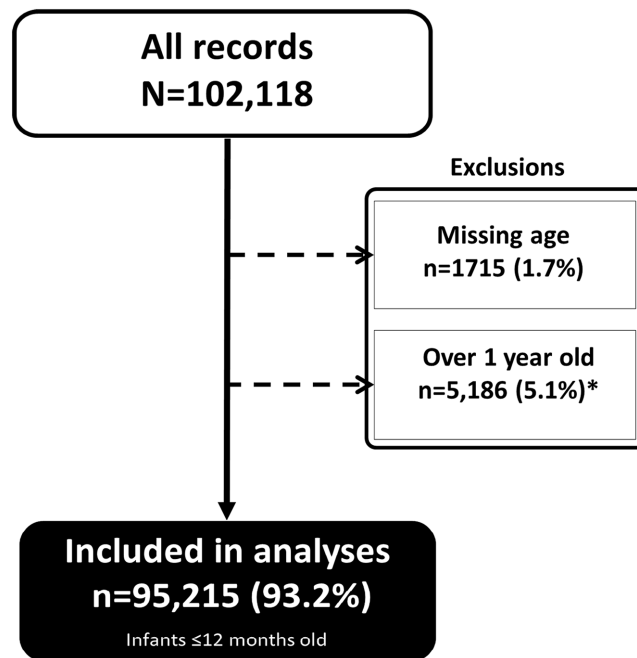 All records
N=102,118
Exclusions
Missing age
n=1715 (1.7%)
Over 1 year old
n=5,186 (5.1%)*
Included in analyses
n=95,215 (93.2%)
Infants ≤12 months old